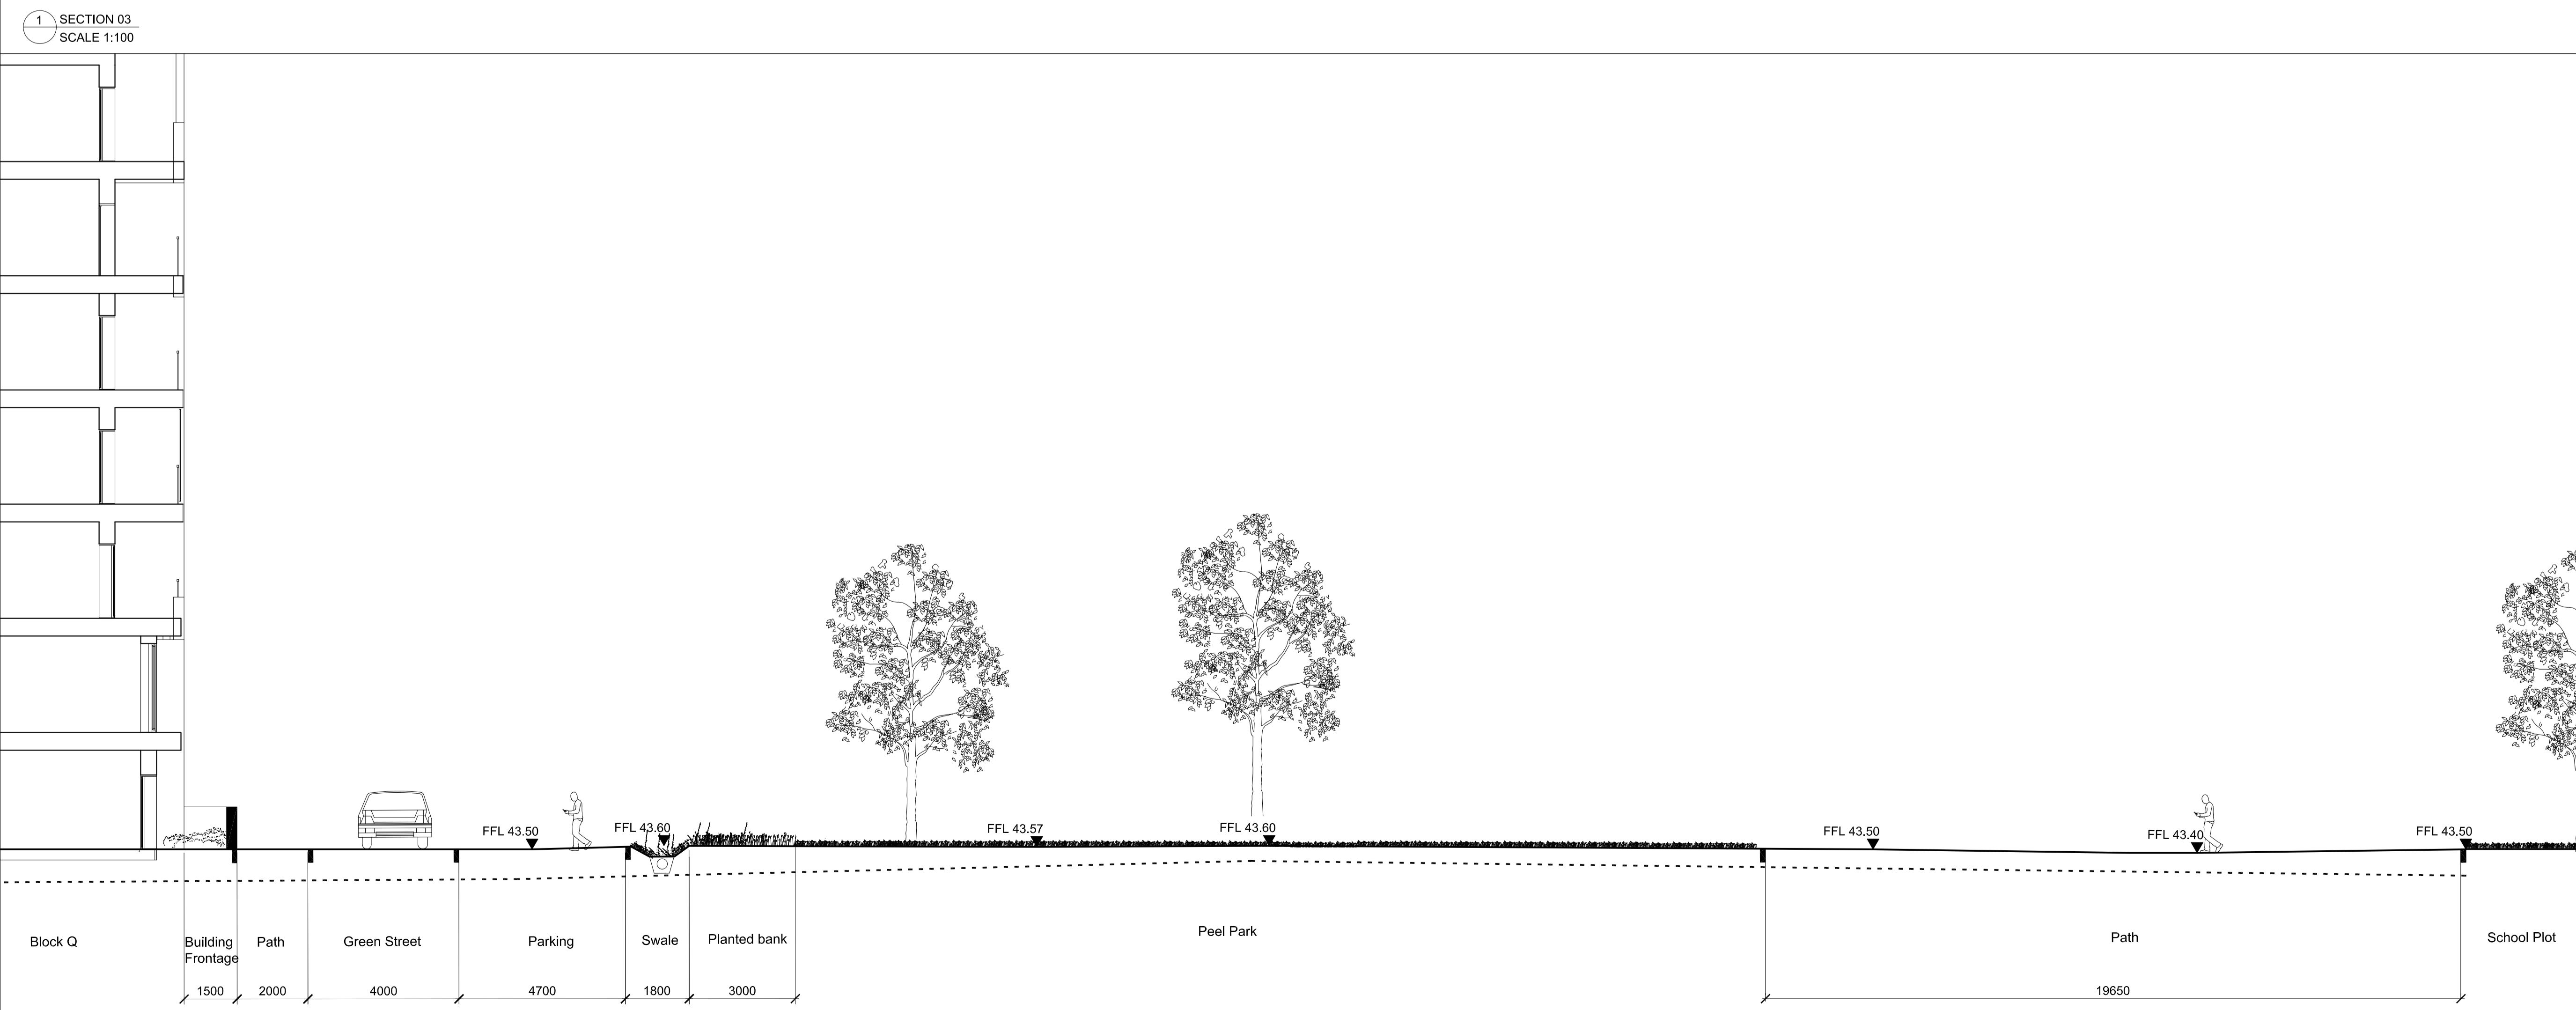 1
SECTION 03
SCALE 1:100
FFL 43.50
FFL 43.60
FFL 43.57
FFL 43.60
FFL 43.50
FFL 43.40
FFL 43.50
Block Q
Building
Frontage
Path
Green Street
Parking
Swale
Planted bank
Peel Park
Path
School Plot
1500
2000
4000
4700
1800
3000
19650